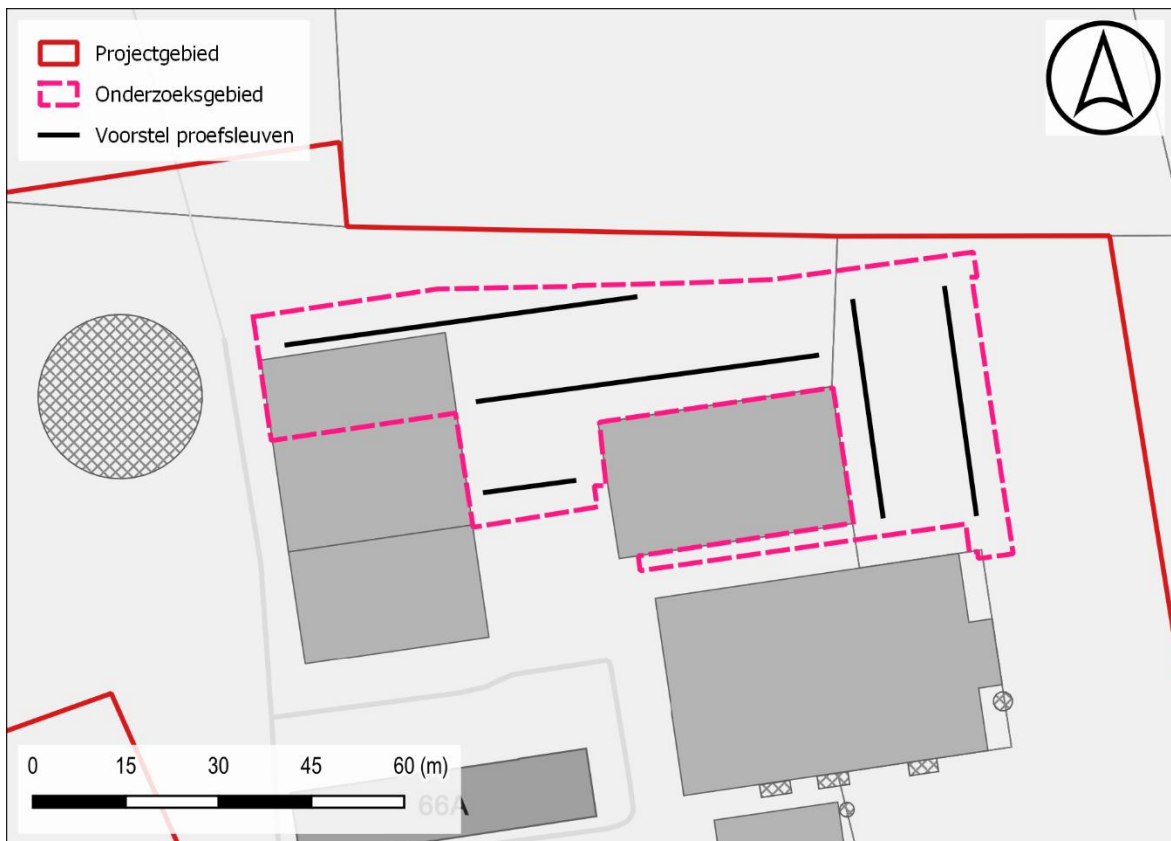 Projectgebied
Onderzoeksgebied
Voorstel proefsleuven
0 15 30 45 60 (m)
66A